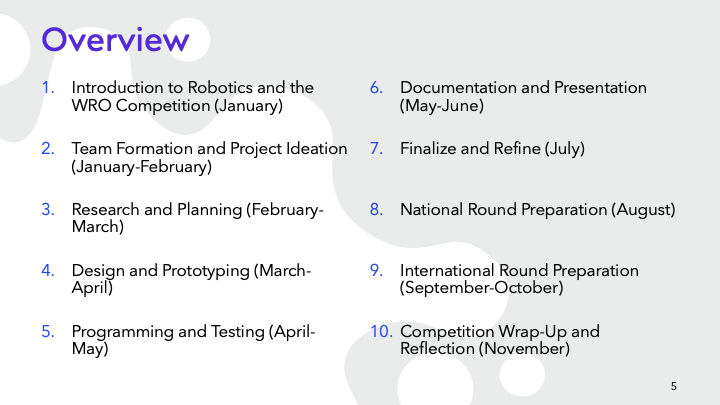 Overview
1. Introduction to Robotics and the
WRO Competition (January)
2. Team Formation and Project Ideation
(January-February)
3. Research and Planning (February-
March)
4. Design and Prototyping (March-
April)
5. Programming and Testing (April-
May)
6. Documentation and Presentation
(May-June)
7. Finalize and Refine (July)
8. National Round Preparation (August)
9. International Round Preparation
(September-October)
10. Competition Wrap-Up and
Reflection (November)
5